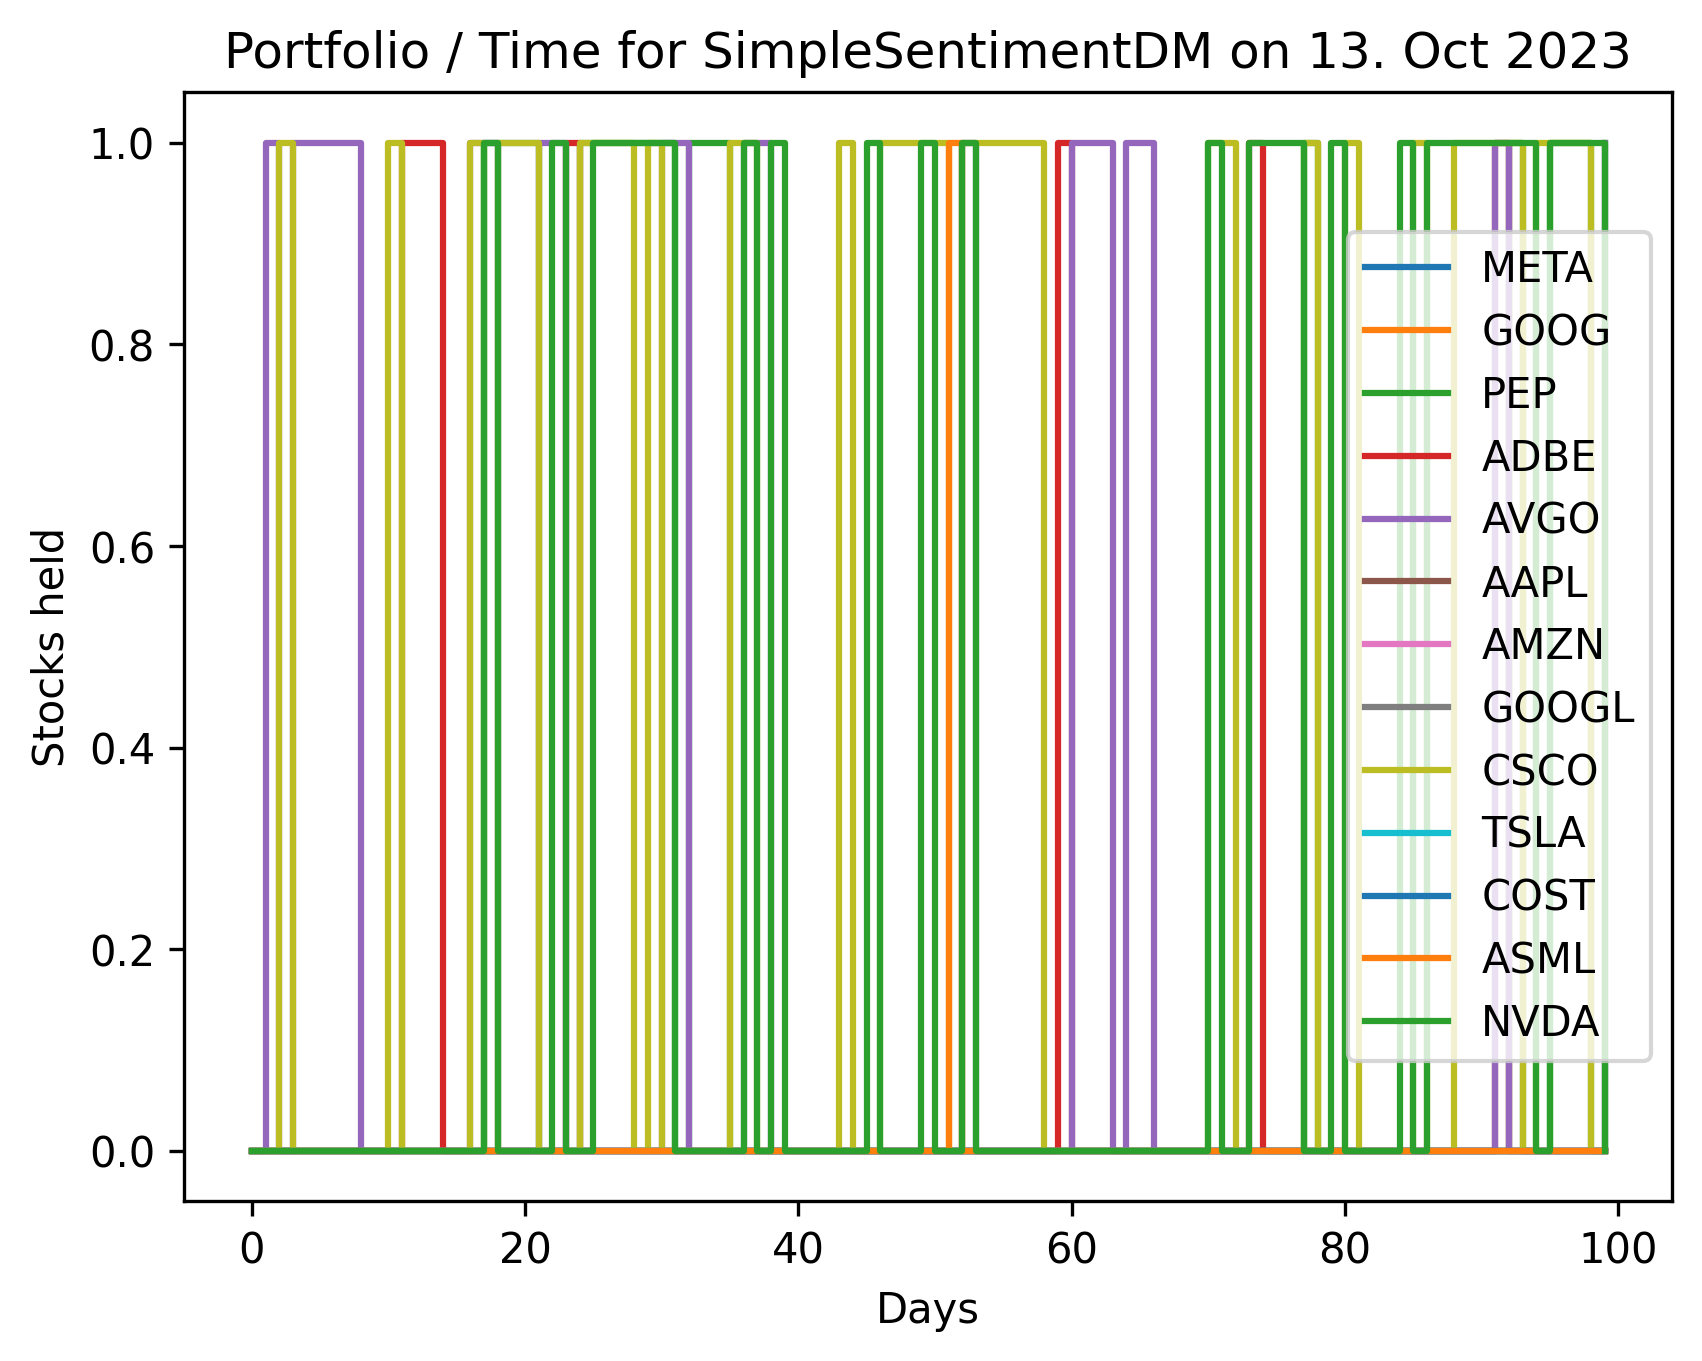 Portfolio / Time for SimpleSentimentDM on 13. Oct 2023
1.0
0.8
0.6
0.4
0.2
0.0
Stocks held
META
GOOG
PEP
ADBE
AVGO
AAPL
AMZN
GOOGL
CSCO
TSLA
COST
ASML
NVDA
0 20 40 60 80 100
Days